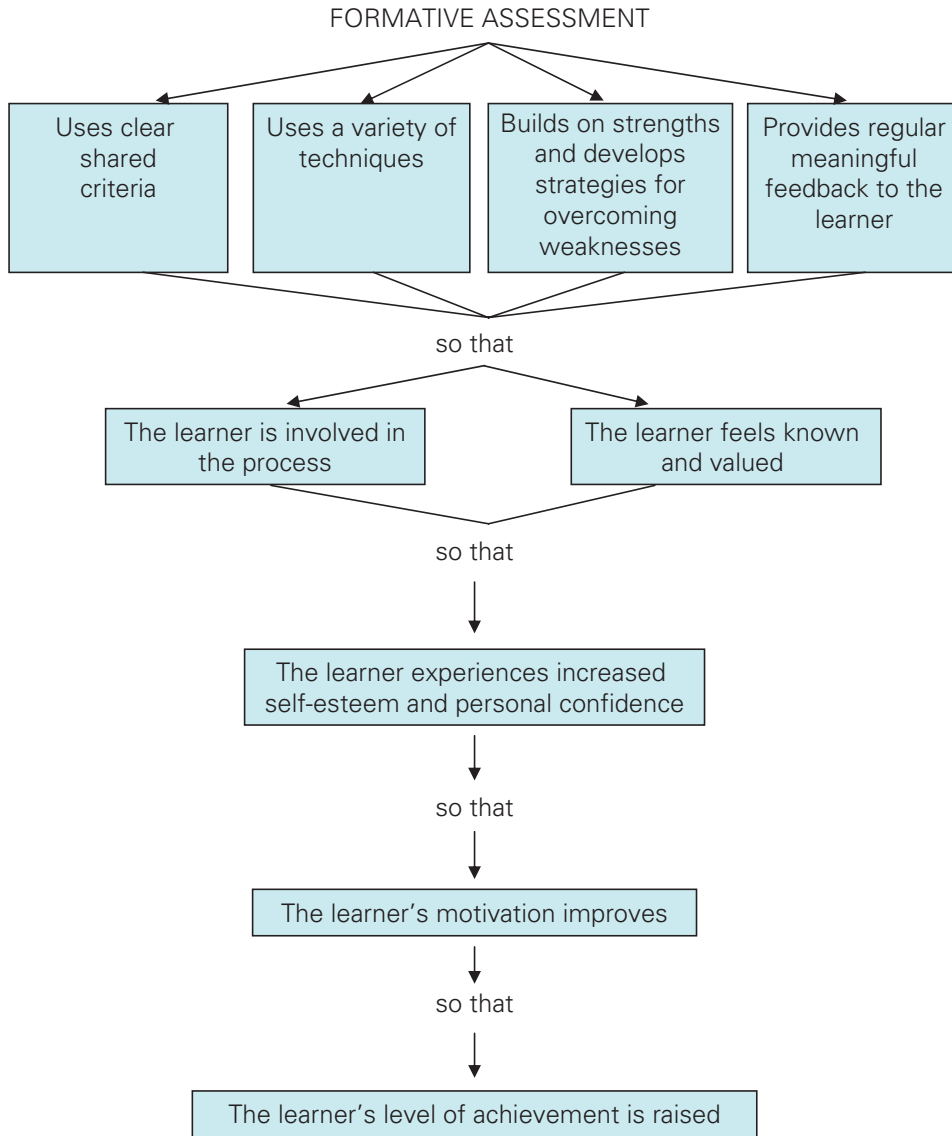 FORMATIVE ASSESSMENT
Uses clear
shared
criteria
Uses a variety of
techniques
Builds on strengths
and develops
strategies for
overcoming
weaknesses
Provides regular
meaningful
feedback to the
learner
so that
The learner is involved in
the process
The learner feels known
and valued
so that
The learner experiences increased
self-esteem and personal confidence
so that
The learner’s motivation improves
so that
The learner’s level of achievement is raised